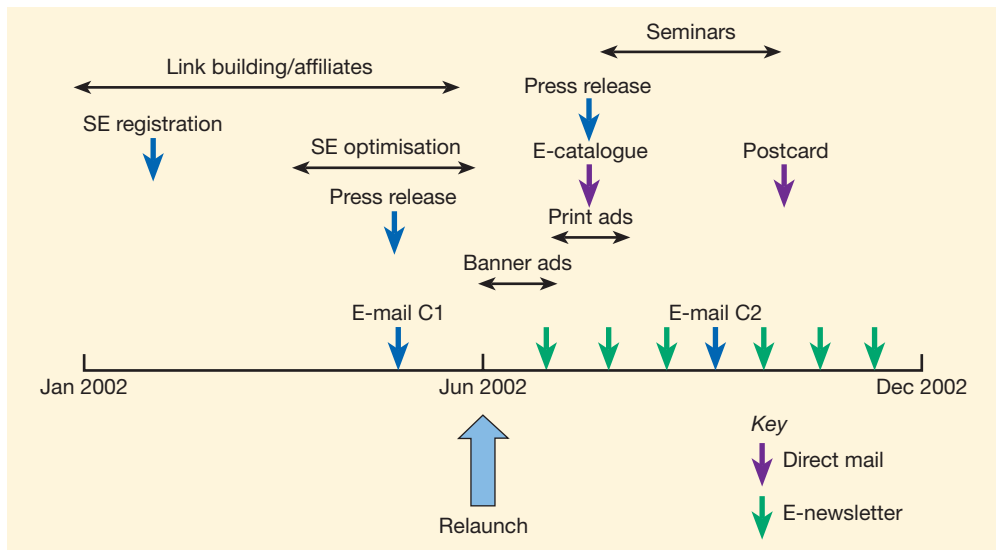 Seminars
Link building/affiliates
Press release
SE registration
SE optimisation
E-catalogue
Postcard
Press release
Print ads
Banner ads
E-mail C1
E-mail C2
Jan 2002
Jun 2002
Dec 2002
Key
Direct mail
E-newsletter
Relaunch